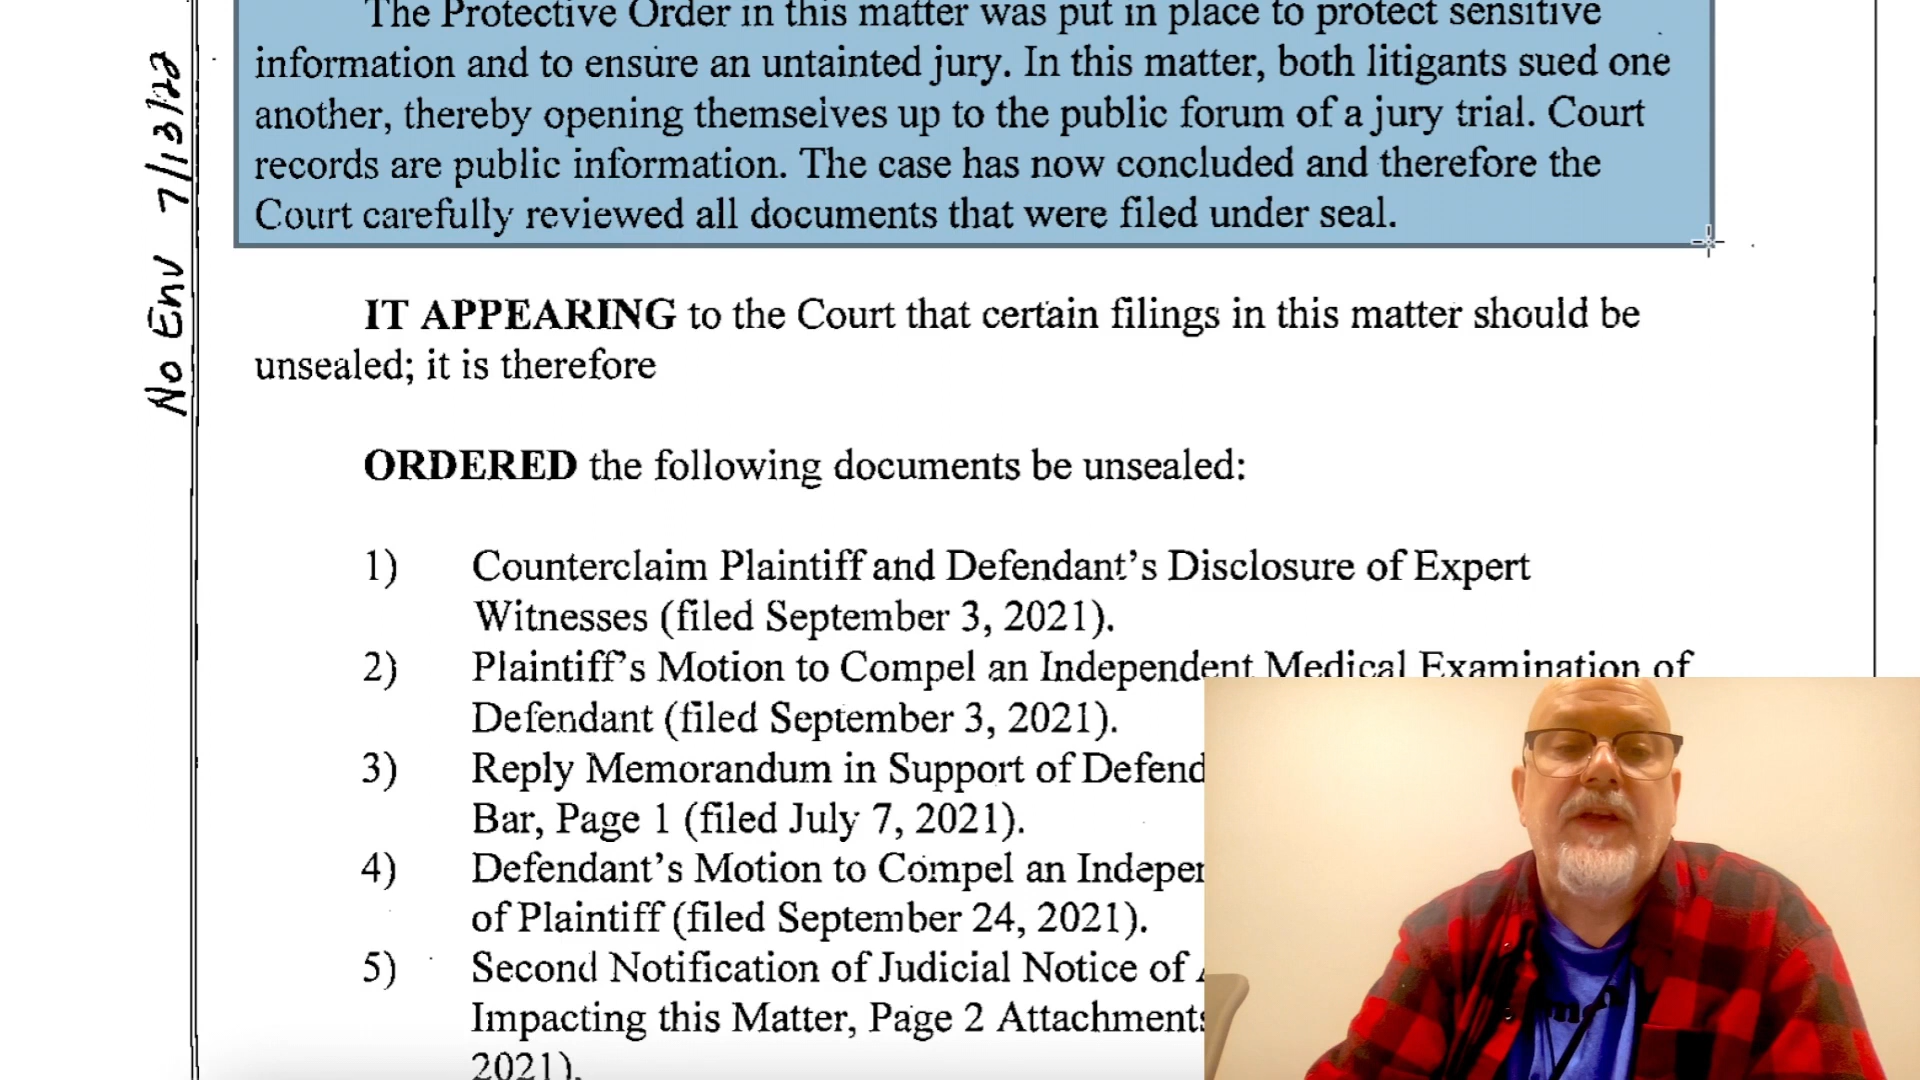 No Env 7/13/22
The Protective Order in this matter was put in place to protect sensitive
information and to ensure an untainted jury. In this matter, both litigants sued one
another, thereby opening themselves up to the public forum of a jury trial. Court
records are public information. The case has now concluded and therefore the
Court carefully reviewed all documents that were filed under seal.
IT APPEARING to the Court that certain filings in this matter should be
unsealed; it is therefore
ORDERED the following documents be unsealed:
1) Counterclaim Plaintiff and Defendant's Disclosure of Expert
Witnesses (filed September 3, 2021).
2) Plaintiff's Motion to Compel an Independent Medical Examination of
Defendant (filed September 3, 2021).
3) Reply Memorandum in Support of Defend
Bar, Page 1 (filed July 7, 2021).
4) Defendant's Motion to Compel an Indeper
of Plaintiff (filed September 24, 2021).
5) Second Notification of Judicial Notice of
Impacting this Matter, Page 2 Attachments
2021).